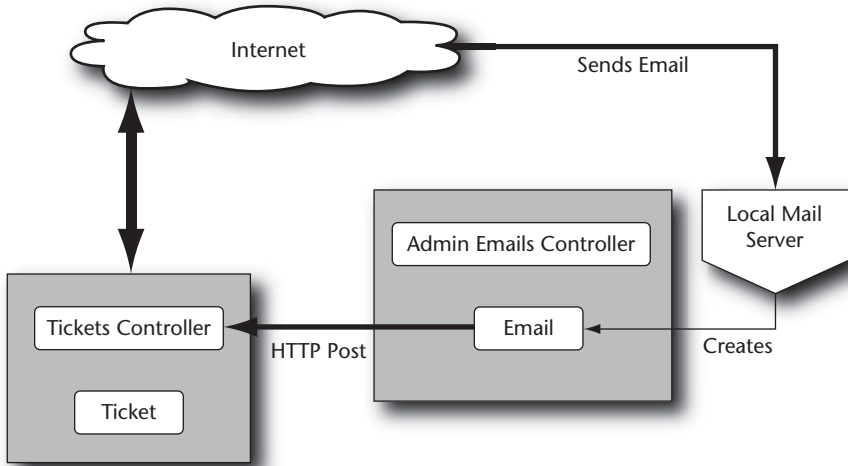 Internet
Sends Email
Local Mail
Server
Admin Emails Controller
Tickets Controller
HTTP Post
Email
Creates
Ticket